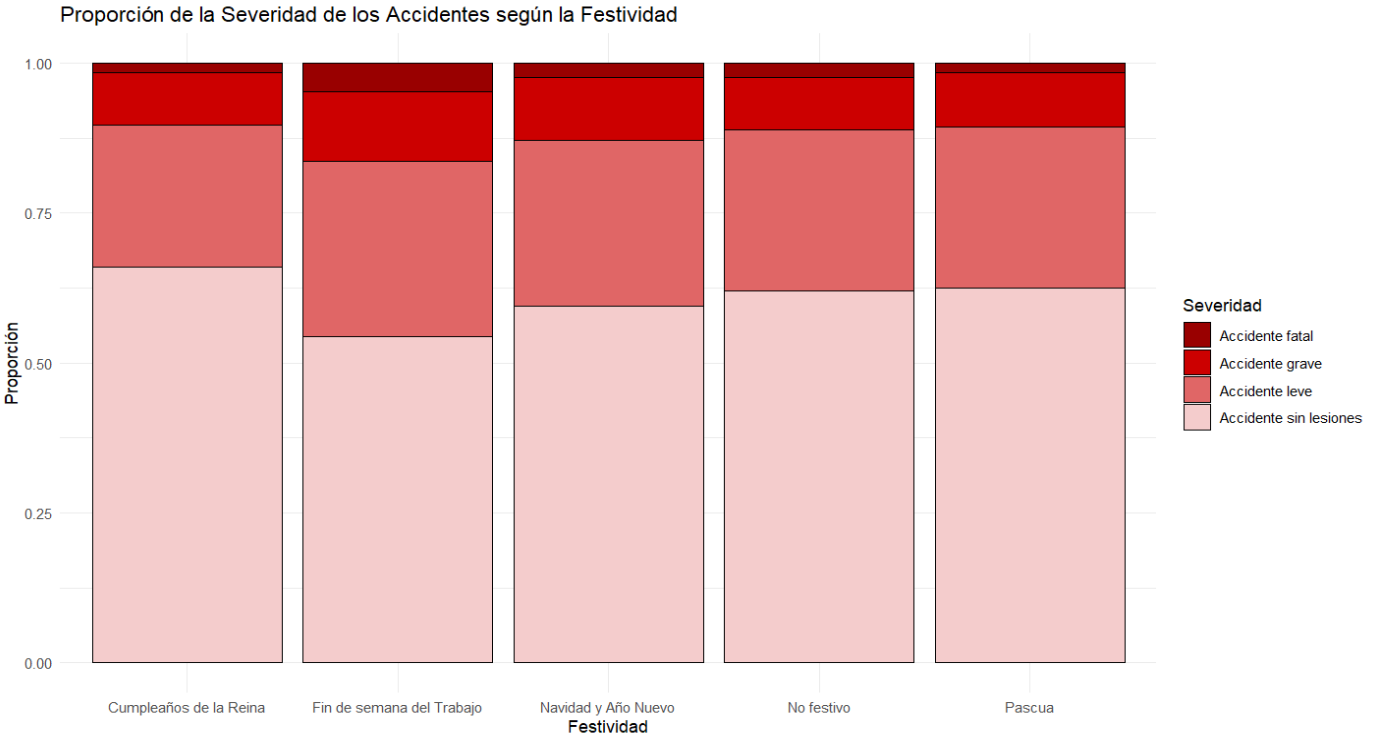 Proporción de la Severidad de los Accidentes según la Festividad
Proporción
1.00
0.75
0.50
0.25
0.00
Cumpleaños de la Reina
Fin de semana del Trabajo
Navidad y Año Nuevo
No festivo
Pascua
Festividad
Severidad
Accidente fatal
Accidente grave
Accidente leve
Accidente sin lesiones